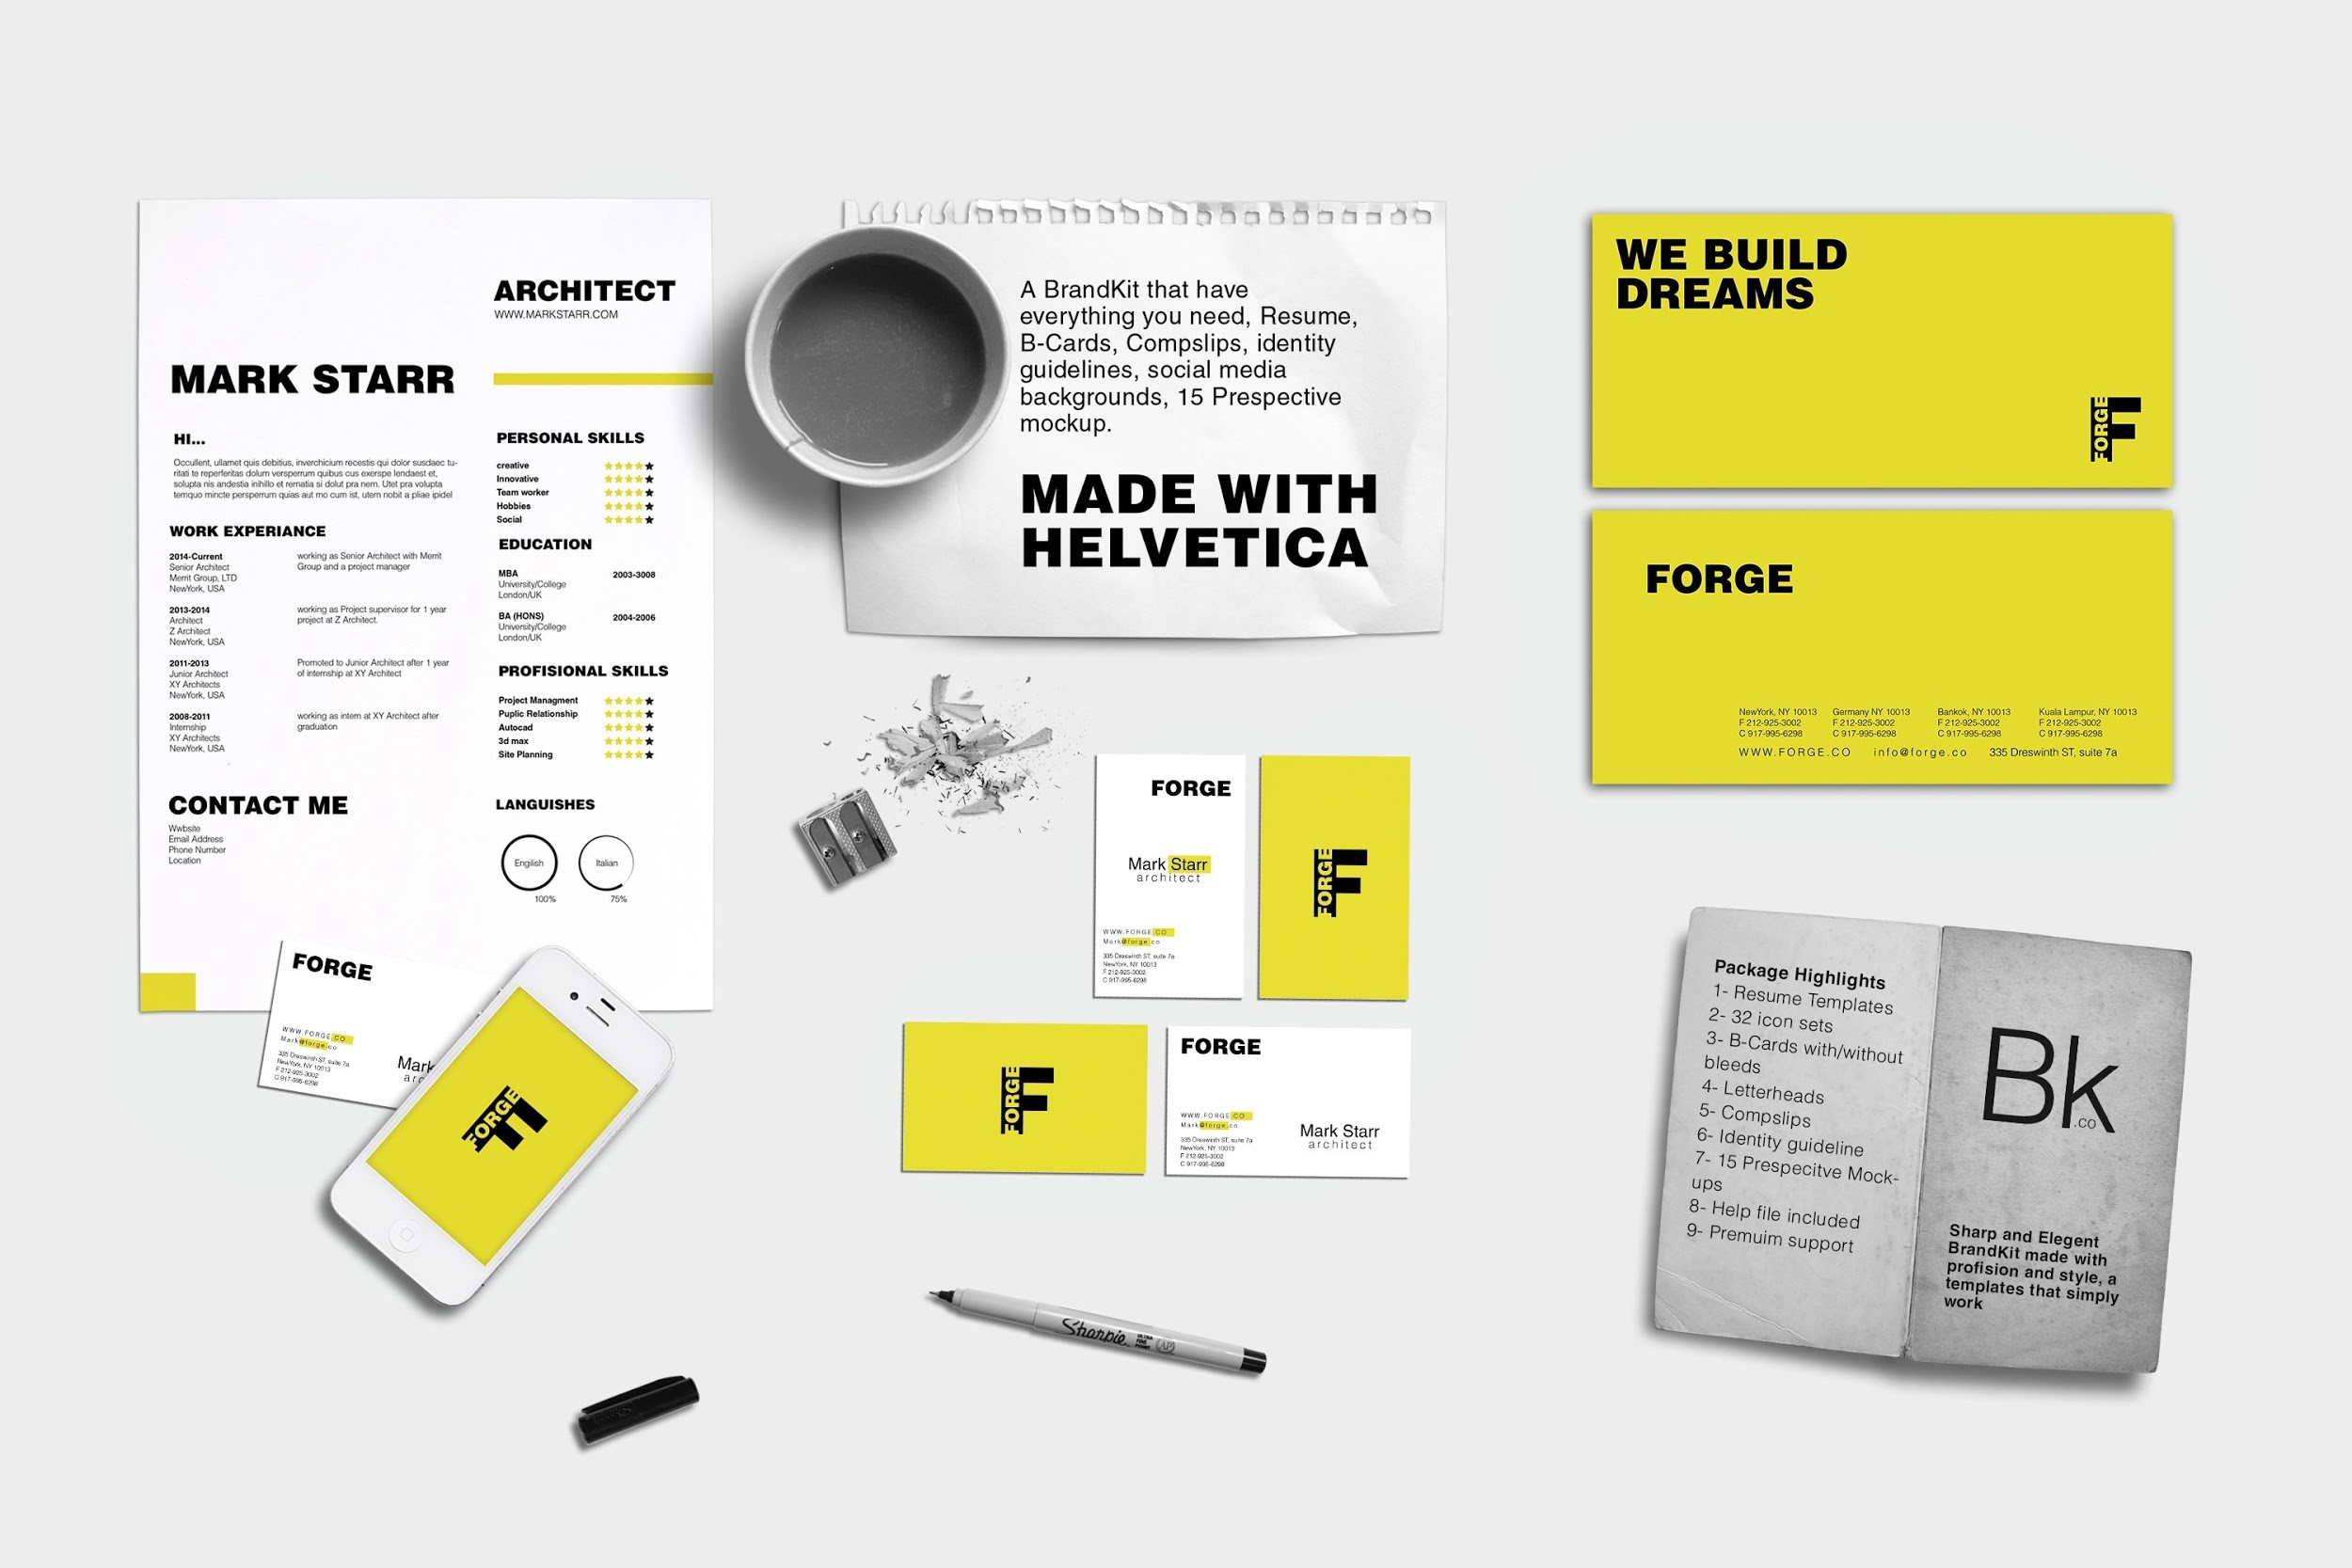 ARCHITECT
WWW.MARKSTARR.COM
MARK STARR
HI...
Occullent, ullamet quis debitius, inverchicium recestis qui dolor susdaec tu-
ritati te reperferitas dolum versperrum quibus cus exerspe lendaest et,
solupta nis andestia inihillo et rernatia si dolut pra nem. Utet pra volupta
temquo mincte persperrum quias aut mo cum ist, utem nobit a pliae ipidel
WORK EXPERIANCE
2014-Current
Senior Architect
Merrit Group, LTD
NewYork, USA
working as Senior Architect with Merrit
Group and a project manager
2013-2014
Architect
Z Architect
NewYork, USA
working as Project supervisor for 1 year
project at Z Architect.
2011-2013
Junior Architect
XY Architects
NewYork, USA
Promoted to Junior Architect after 1 year
of internship at XY Architect
2008-2011
Internship
XY Architects
NewYork, USA
working as intern at XY Architect after
graduation
CONTACT ME
Wwbsite
Email Address
Phone Number
Location
PERSONAL SKILLS
creative
Innovative
Team worker
Hobbies
Social
EDUCATION
MBA 2003-3008
University/College
London/UK
BA (HONS) 2004-2006
University/College
London/UK
PROFISIONAL SKILLS
Project Managment
Puplic Relationship
Autocad
3d max
Site Planning
LANGUISHES
Engilish
100%
Italian
75%
FORGE
WWW.FORGE.CO
Mark@forge.co
335 Dreswinth ST, suite 7a
NewYork, NY 10013
F 212-925-3002
C 917-995-6298
Mark
arc
FORGE
F
A BrandKit that have
everything you need, Resume,
B-Cards, Compslips, identity
guidelines, social media
backgrounds, 15 Prespective
mockup.
MADE WITH
HELVETICA
FORGE
Mark Starr
architect
WWW.FORGE.CO
Mark@forge.co
335 Dreswinth ST, suite 7a
NewYork, NY 10013
F 212-925-3002
C 917-995-6298
FORGE
F
FORGE
F
FORGE
WWW.FORGE.CO
Mark@forge.co
335 Dreswinth ST, suite 7a
NewYork, NY 10013
F 212-925-3002
C 917-995-6298
Mark Starr
architect
Sharpie
ULTRA
FINE
POINT
AP
WE BUILD
DREAMS
FORGE
F
FORGE
NewYork, NY 10013
F 212-925-3002
C 917-995-6298
Germany NY 10013
F 212-925-3002
C 917-995-6298
Bankok, NY 10013
F 212-925-3002
C 917-995-6298
Kuala Lampur, NY 10013
F 212-925-3002
C 917-995-6298
WWW.FORGE.CO info@forge.co 335 Dreswinth ST, suite 7a
Package Highlights
1- Resume Templates
2- 32 icon sets
3- B-Cards with/without
bleeds
4- Letterheads
5- Compslips
6- Identity guideline
7- 15 Prespecitve Mock-
ups
8- Help file included
9- Premuim support
Bk
.co
Sharp and Elegent
BrandKit made with
profision and style, a
templates that simply
work